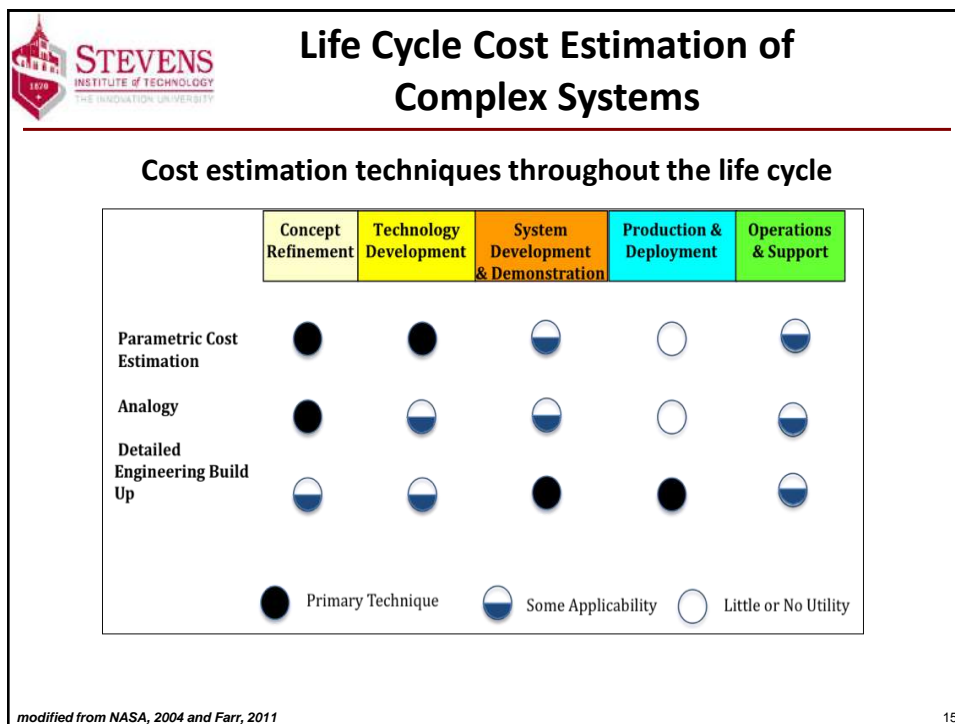 STEVENS
INSTITUTE of TECHNOLOGY
THE INNOVATION UNIVERSITY
1870
Life Cycle Cost Estimation of
Complex Systems
Cost estimation techniques throughout the life cycle
Concept
Refinement
Technology
Development
System
Development
& Demonstration
Production &
Deployment
Operations
& Support
Parametric Cost
Estimation
Analogy
Detailed
Engineering Build
Up
Primary Technique
Some Applicability
Little or No Utility
modified from NASA, 2004 and Farr, 2011
15